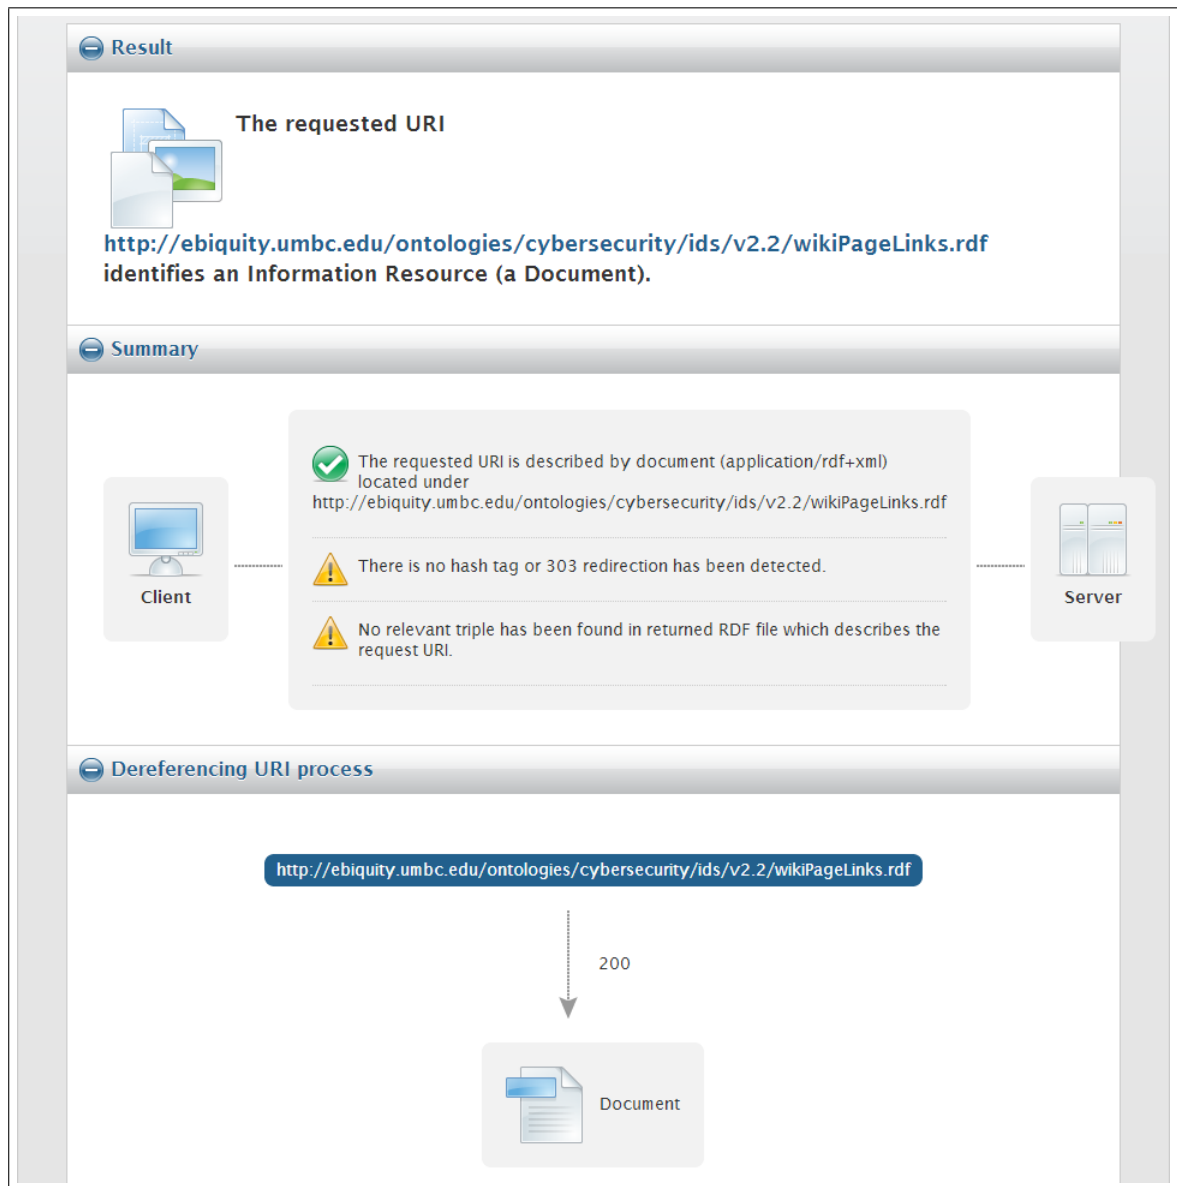 Result
The requested URI
http://ebiquity.umbc.edu/ontologies/cybersecurity/ids/v2.2/wikiPageLinks.rdf
identifies an Information Resource (a Document).
Summary
The requested URI is described by document (application/rdf+xml)
located under
http://ebiquity.umbc.edu/ontologies/cybersecurity/ids/v2.2/wikiPageLinks.rdf
There is no hash tag or 303 redirection has been detected.
Client
Server
No relevant triple has been found in returned RDF file which describes the
request URI.
Dereferencing URI process
http://ebiquity.umbc.edu/ontologies/cybersecurity/ids/v2.2/wikiPageLinks.rdf
200
Document